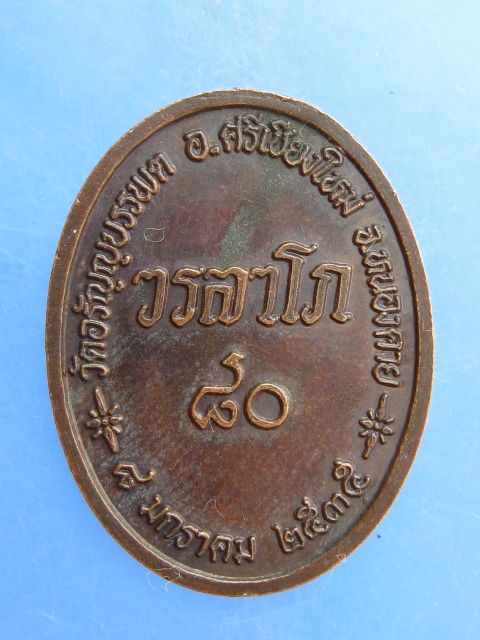 วัดอรัญญบรรพต อ.ศรีเชียงใหม่ จ.หนองคาย
วรลาโภ
๘๐
๘ มกราคม ๒๕๓๕